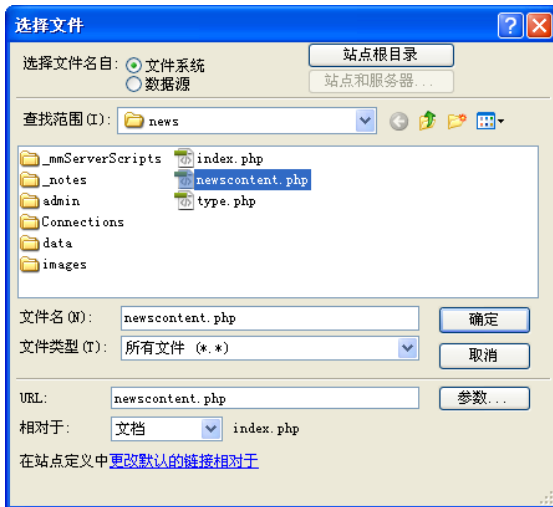 选择文件
选择文件名自: 文件系统
数据源
站点根目录
站点和服务器...
查找范围(I): news
_mmServerScripts index.php
_notes newscontent.php
admin type.php
Connections
data
images
文件名(N): newscontent.php 确定
文件类型(T): 所有文件 (*.*) 取消
URL: newscontent.php 参数...
相对于: 文档 index.php
在站点定义中更改默认的链接相对于